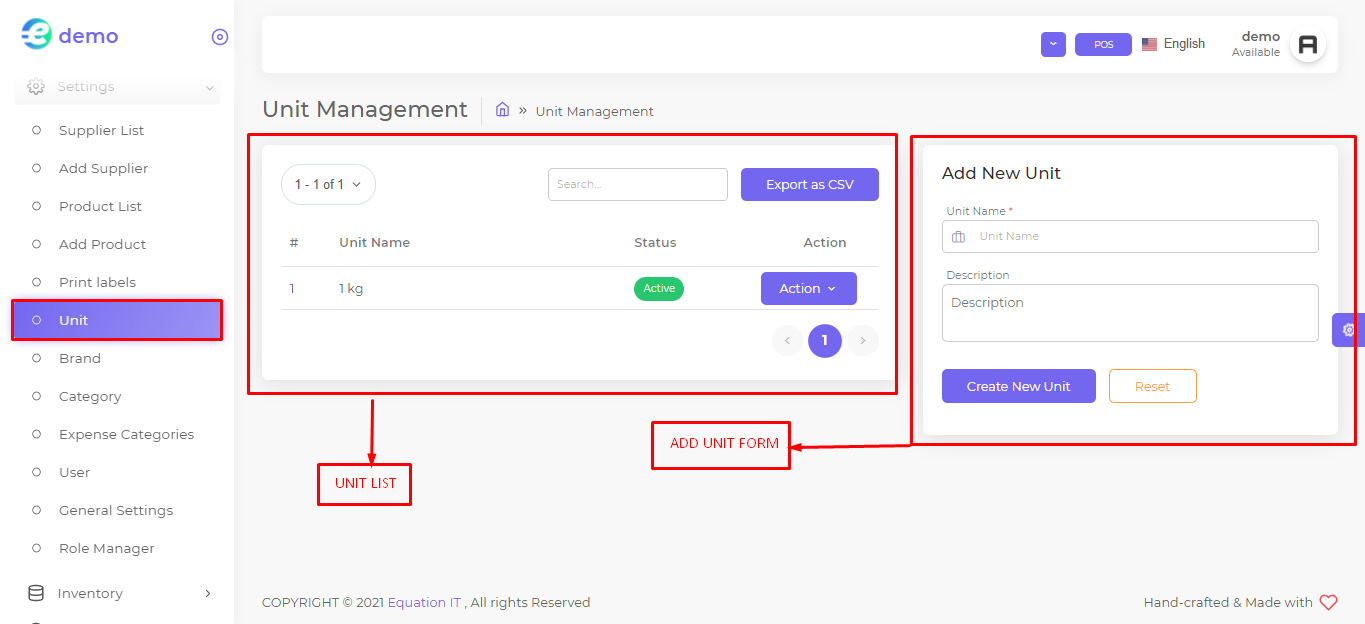 demo
Settings
Supplier List
Add Supplier
Product List
Add Product
Print labels
Unit
Brand
Category
Expense Categories
User
General Settings
Role Manager
Inventory
POS
English
demo
Available
Unit Management
» Unit Management
1 - 1 of 1
Search...
Export as CSV
# Unit Name Status Action
1 1 kg Active Action
‹ 1 ›
Add New Unit
Unit Name *
Unit Name
Description
Description
Create New Unit Reset
UNIT LIST
ADD UNIT FORM
COPYRIGHT © 2021 Equation IT , All rights Reserved
Hand-crafted & Made with